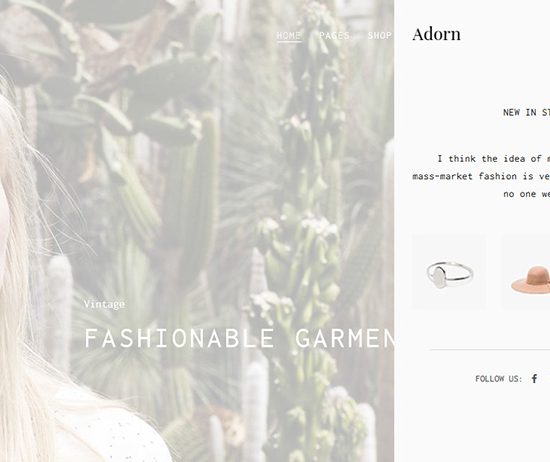 HOME PAGES SHOP
Adorn
NEW IN ST
I think the idea of m
mass-market fashion is ve
no one we
Vintage
FASHIONABLE GARMEN
FOLLOW US: